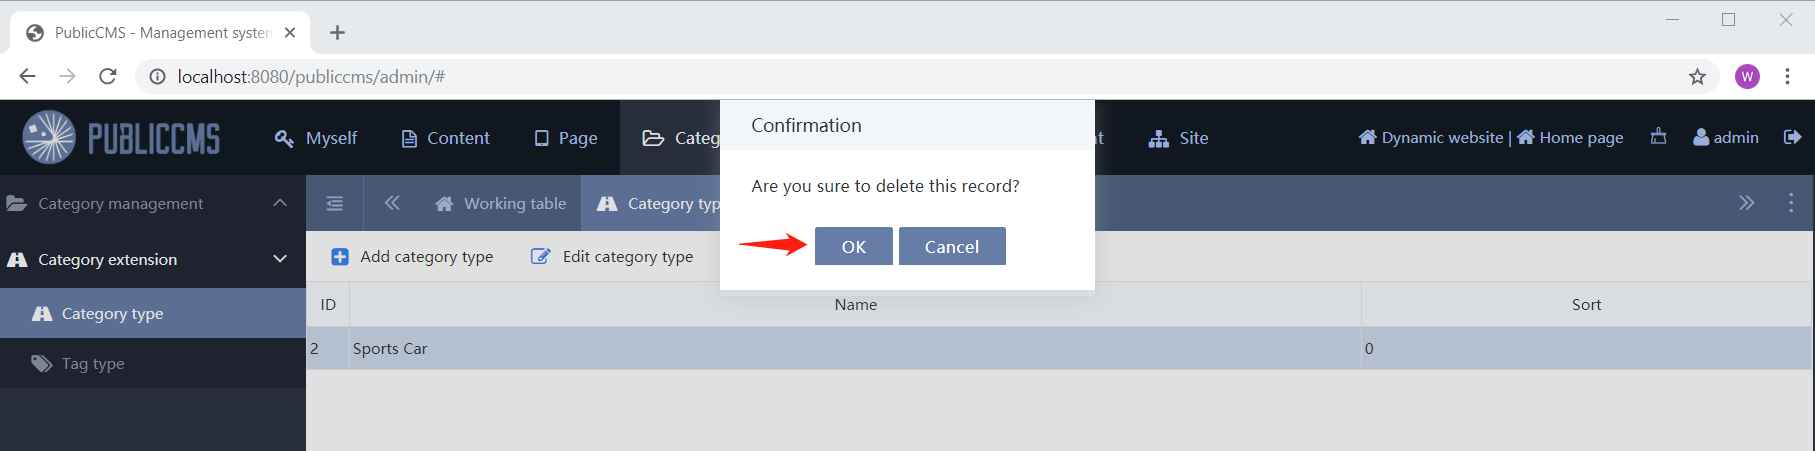 PublicCMS - Management system
localhost:8080/publiccms/admin/#
W
PUBLICCMS
Myself
Content
Page
Categ
Confirmation
nt
Site
Dynamic website | Home page
admin
Category management
Working table
Category typ
Are you sure to delete this record?
OK
Cancel
Category extension
Add category type
Edit category type
ID Name Sort
Category type
2 Sports Car 0
Tag type